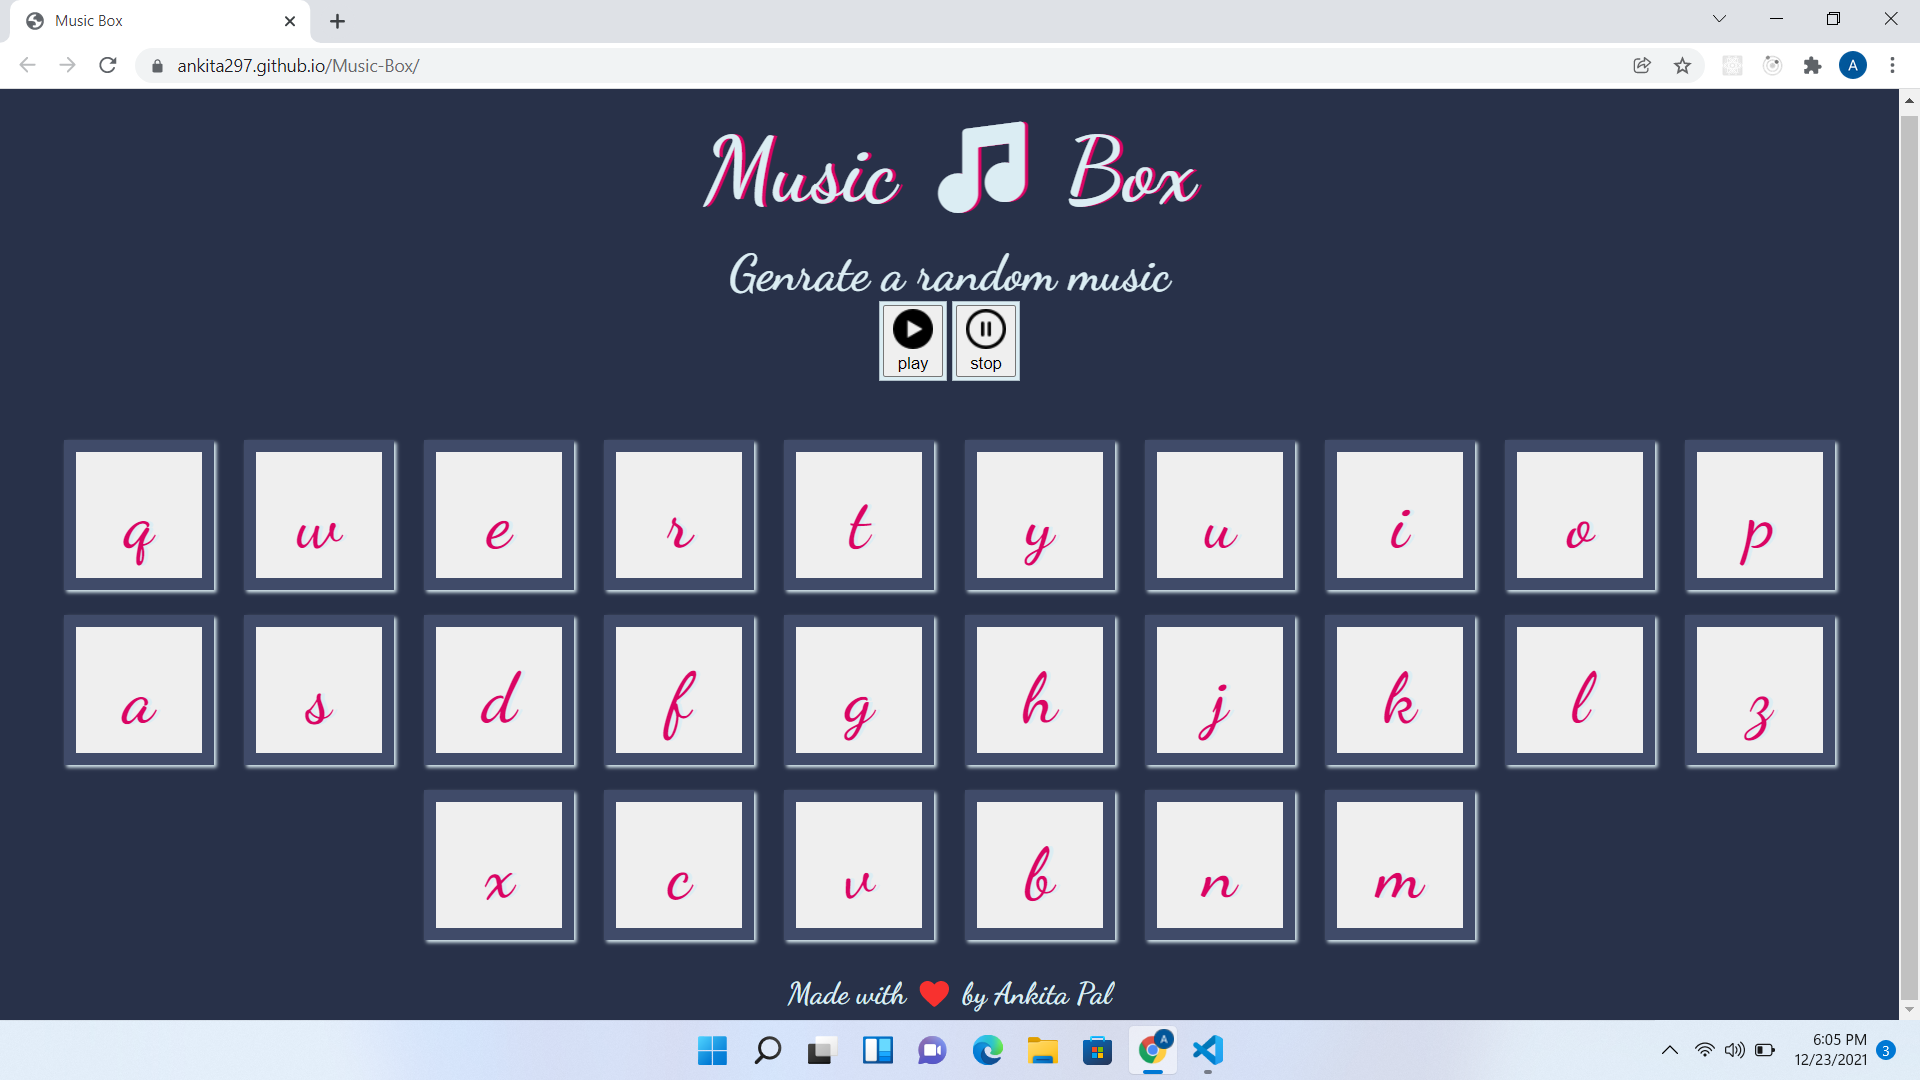 Music Box
ankita297.github.io/Music-Box/
A
Music Box
Genrate a random music
play stop
q w e r t y u i o p
a s d f g h j k l z
x c v b n m
Made with by Ankita Pal
A
6:05 PM
12/23/2021
3